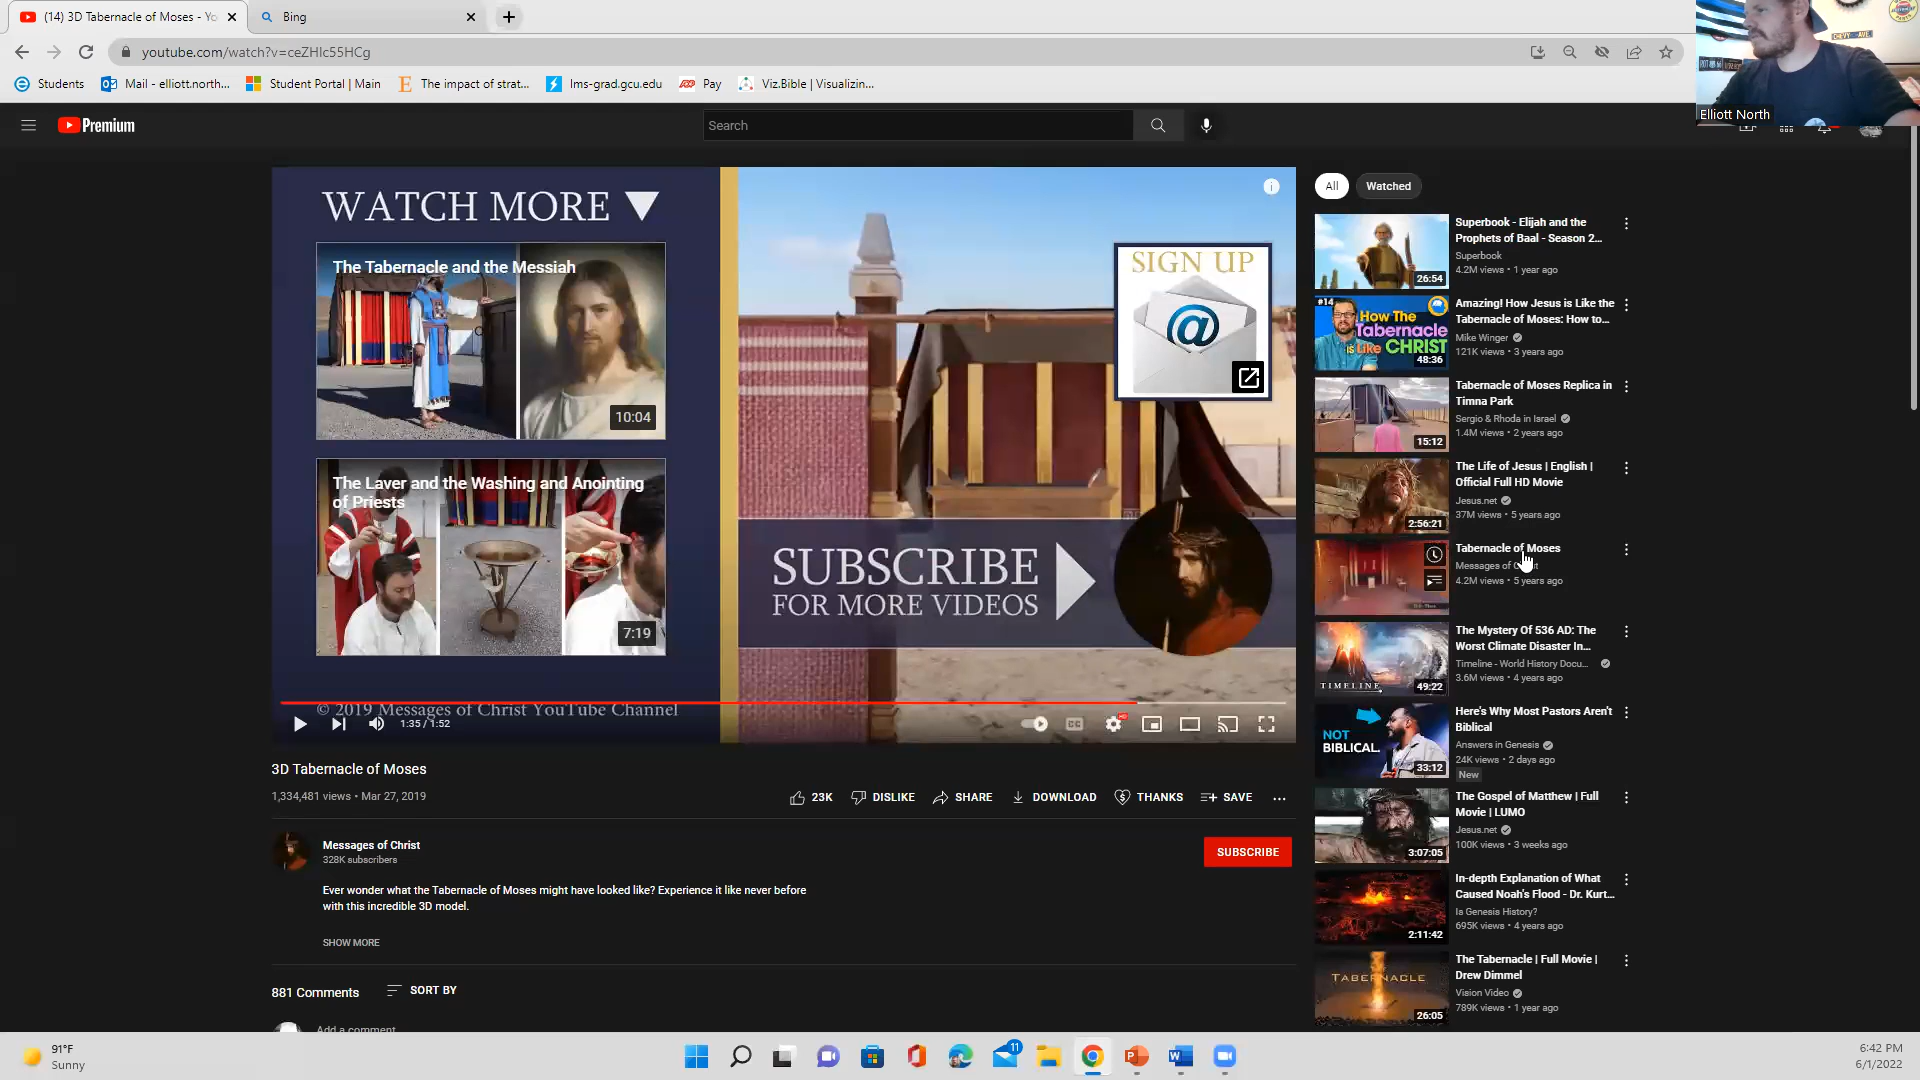 (14) 3D Tabernacle of Moses - Yo
Bing
youtube.com/watch?v=ceZHIc55HCg
Students
Mail - elliott.north...
Student Portal | Main
The impact of strat...
lms-grad.gcu.edu
Pay
Viz.Bible | Visualizin...
Elliott North
Premium
Search
WATCH MORE
The Tabernacle and the Messiah
10:04
The Laver and the Washing and Anointing
of Priests
7:19
© 2019 Messages of Christ YouTube Channel
SIGN UP
@
SUBSCRIBE
FOR MORE VIDEOS
1:35 / 1:52
CC
HD
3D Tabernacle of Moses
1,334,481 views • Mar 27, 2019
23K
DISLIKE
SHARE
DOWNLOAD
THANKS
SAVE
Messages of Christ
328K subscribers
SUBSCRIBE
Ever wonder what the Tabernacle of Moses might have looked like? Experience it like never before
with this incredible 3D model.
SHOW MORE
881 Comments
SORT BY
Add a comment
All
Watched
26:54
Superbook - Elijah and the
Prophets of Baal - Season 2...
Superbook
4.2M views • 1 year ago
#14
How The
Tabernacle
is Like CHRIST
48:36
Amazing! How Jesus is Like the
Tabernacle of Moses: How to...
Mike Winger
121K views • 3 years ago
15:12
Tabernacle of Moses Replica in
Timna Park
Sergio & Rhoda in Israel
1.4M views • 2 years ago
2:56:21
The Life of Jesus | English |
Official Full HD Movie
Jesus.net
37M views • 5 years ago
Tabernacle of Moses
Messages of
4.2M views • 5 years ago
TIMELINE
49:22
The Mystery Of 536 AD: The
Worst Climate Disaster In...
Timeline - World History Docu...
3.6M views • 4 years ago
NOT
BIBLICAL.
33:12
Here's Why Most Pastors Aren't
Biblical
Answers in Genesis
24K views • 2 days ago
New
3:07:05
The Gospel of Matthew | Full
Movie | LUMO
Jesus.net
100K views • 3 weeks ago
2:11:42
In-depth Explanation of What
Caused Noah's Flood - Dr. Kurt...
Is Genesis History?
695K views • 4 years ago
TABERNACLE
26:05
The Tabernacle | Full Movie |
Drew Dimmel
Vision Video
789K views • 1 year ago
91°F
Sunny
11
6:42 PM
6/1/2022